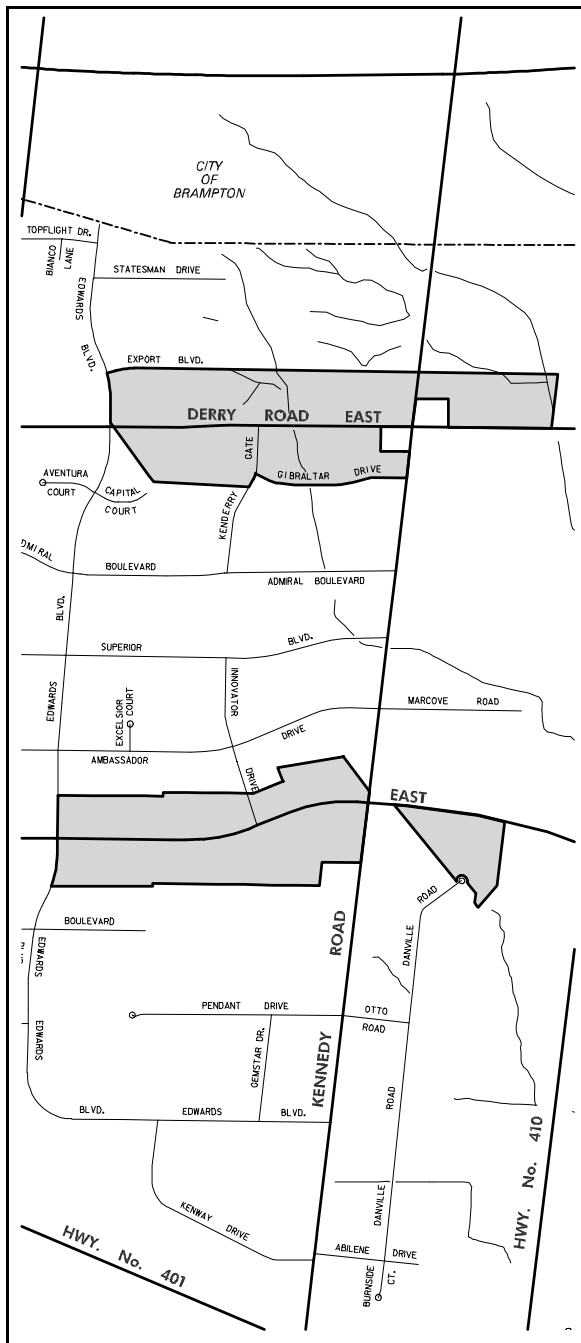 CITY
OF
BRAMPTON
TOPFLIGHT DR.
BIANCO
LANE
STATESMAN DRIVE
EDWARDS
BLVD.
EXPORT BLVD.
DERRY ROAD EAST
GATE
GIBRALTAR DRIVE
AVENTURA
COURT
CAPITAL
COURT
KENDERRY
DMIRAL
BOULEVARD
ADMIRAL BOULEVARD
BLVD.
SUPERIOR
BLVD.
EDWARDS
EXCELSIOR
COURT
INNOVATOR
MARCOVE ROAD
DRIVE
AMBASSADOR
DRIVE
EAST
ROAD
BOULEVARD
EDWARDS
ROAD
DANVILLE
PENDANT DRIVE
OTTO
ROAD
EDWARDS
GEMSTAR DR.
KENNEDY
ROAD
BLVD.
EDWARDS
BLVD.
HWY. No. 410
KENWAY DRIVE
DANVILLE
ABILENE DRIVE
HWY. No. 401
BURNSIDE
CT.